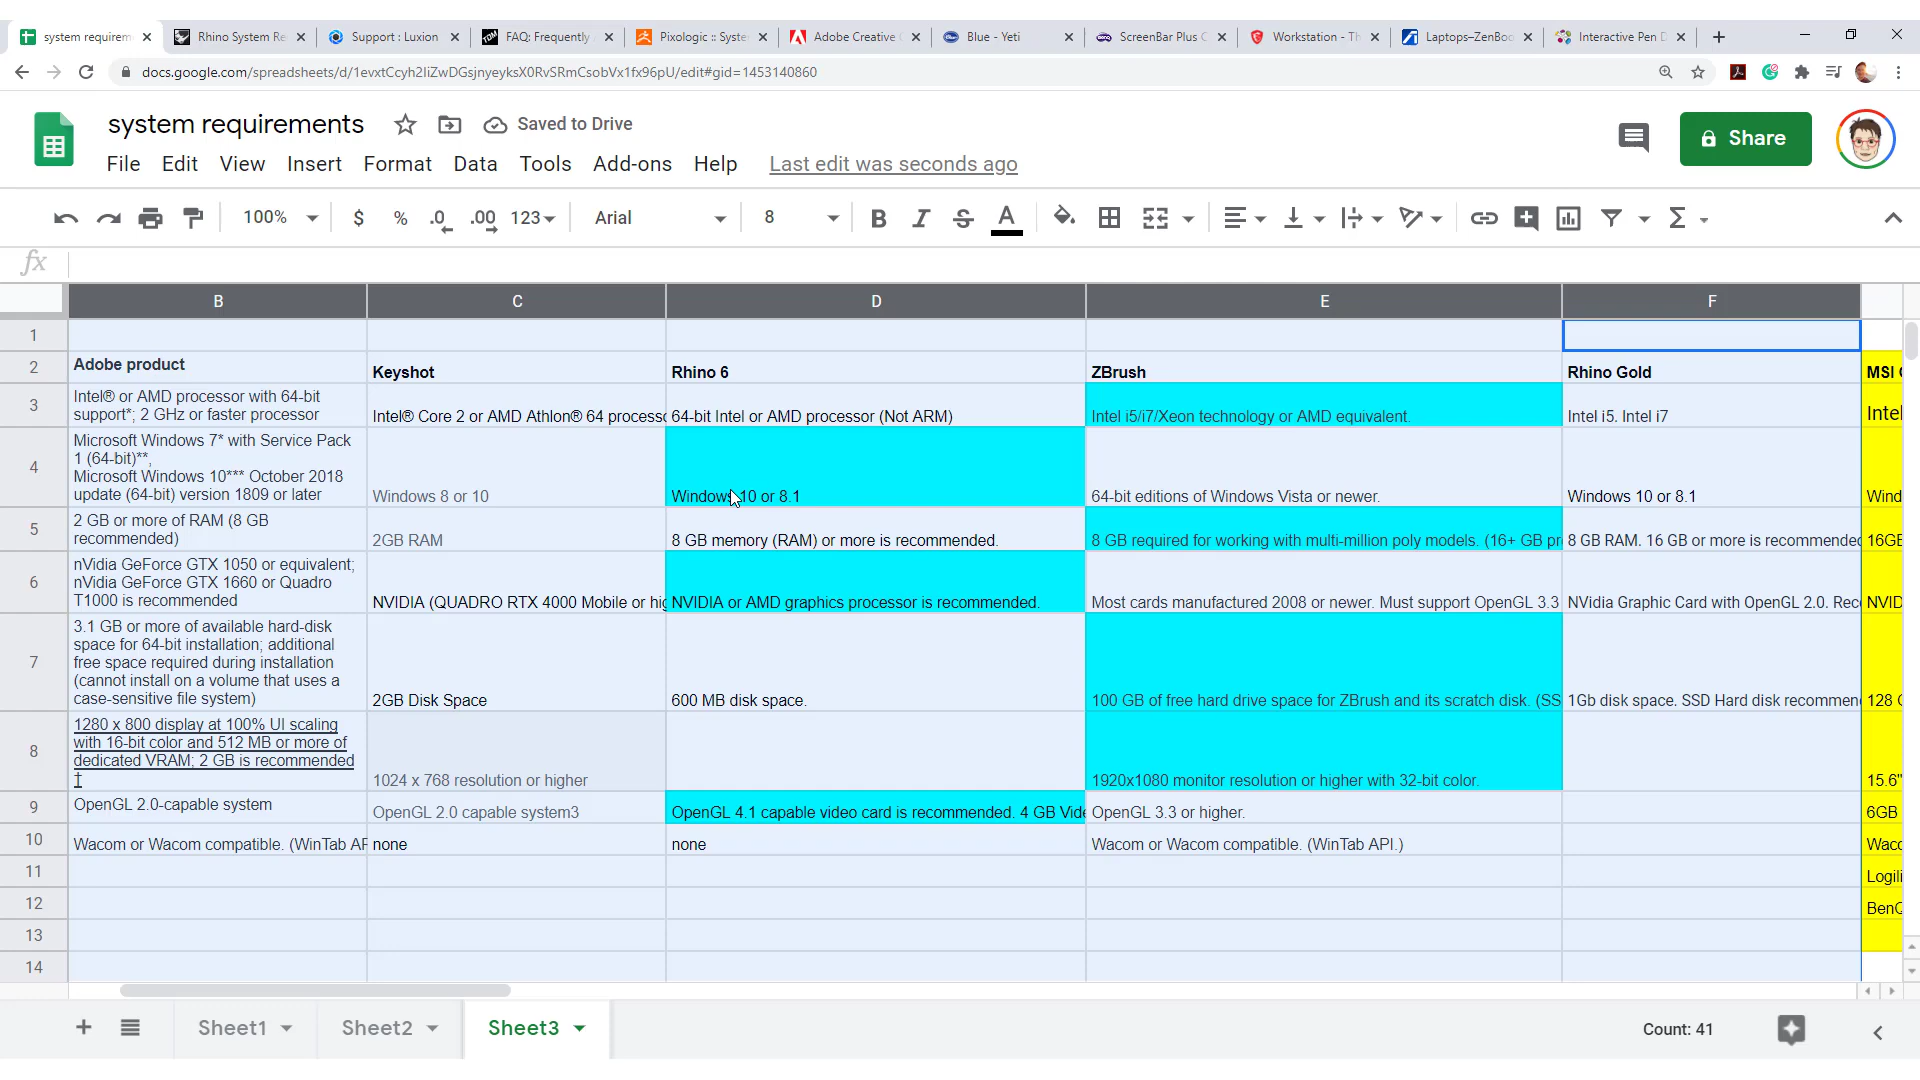 system requirem
Rhino System Re
Support : Luxion
FAQ: Frequently
Pixologic :: Syste
Adobe Creative
Blue - Yeti
ScreenBar Plus
Workstation - Th
Laptops–ZenBoo
Interactive Pen D
docs.google.com/spreadsheets/d/1evxtCcyh2IiZwDGsjnyeyksX0RvSRmCsobVx1fx96pU/edit#gid=1453140860
system requirements
Saved to Drive
Share
File Edit View Insert Format Data Tools Add-ons Help Last edit was seconds ago
100% $ % .0 .00 123 Arial 8 B I S A Σ
fx
B C D E F
1
2 Adobe product Keyshot Rhino 6 ZBrush Rhino Gold MSI
3 Intel® or AMD processor with 64-bit
support*; 2 GHz or faster processor Intel® Core 2 or AMD Athlon® 64 process 64-bit Intel or AMD processor (Not ARM) Intel i5/i7/Xeon technology or AMD equivalent. Intel i5. Intel i7 Intel
4 Microsoft Windows 7* with Service Pack
1 (64-bit)**,
Microsoft Windows 10*** October 2018
update (64-bit) version 1809 or later Windows 8 or 10 Windows 10 or 8.1 64-bit editions of Windows Vista or newer. Windows 10 or 8.1 Wind
5 2 GB or more of RAM (8 GB
recommended) 2GB RAM 8 GB memory (RAM) or more is recommended. 8 GB required for working with multi-million poly models. (16+ GB pr 8 GB RAM. 16 GB or more is recommended 16GB
6 nVidia GeForce GTX 1050 or equivalent;
nVidia GeForce GTX 1660 or Quadro
T1000 is recommended NVIDIA (QUADRO RTX 4000 Mobile or hig NVIDIA or AMD graphics processor is recommended. Most cards manufactured 2008 or newer. Must support OpenGL 3.3 NVidia Graphic Card with OpenGL 2.0. Rec NVID
7 3.1 GB or more of available hard-disk
space for 64-bit installation; additional
free space required during installation
(cannot install on a volume that uses a
case-sensitive file system) 2GB Disk Space 600 MB disk space. 100 GB of free hard drive space for ZBrush and its scratch disk. (SS 1Gb disk space. SSD Hard disk recommen 128
8 1280 x 800 display at 100% UI scaling
with 16-bit color and 512 MB or more of
dedicated VRAM; 2 GB is recommended
† 1024 x 768 resolution or higher 1920x1080 monitor resolution or higher with 32-bit color. 15.6"
9 OpenGL 2.0-capable system OpenGL 2.0 capable system3 OpenGL 4.1 capable video card is recommended. 4 GB Vide OpenGL 3.3 or higher. 6GB
10 Wacom or Wacom compatible. (WinTab AP none none Wacom or Wacom compatible. (WinTab API.) Waco
11 Logili
12 BenQ
13
14
Sheet1 Sheet2 Sheet3 Count: 41